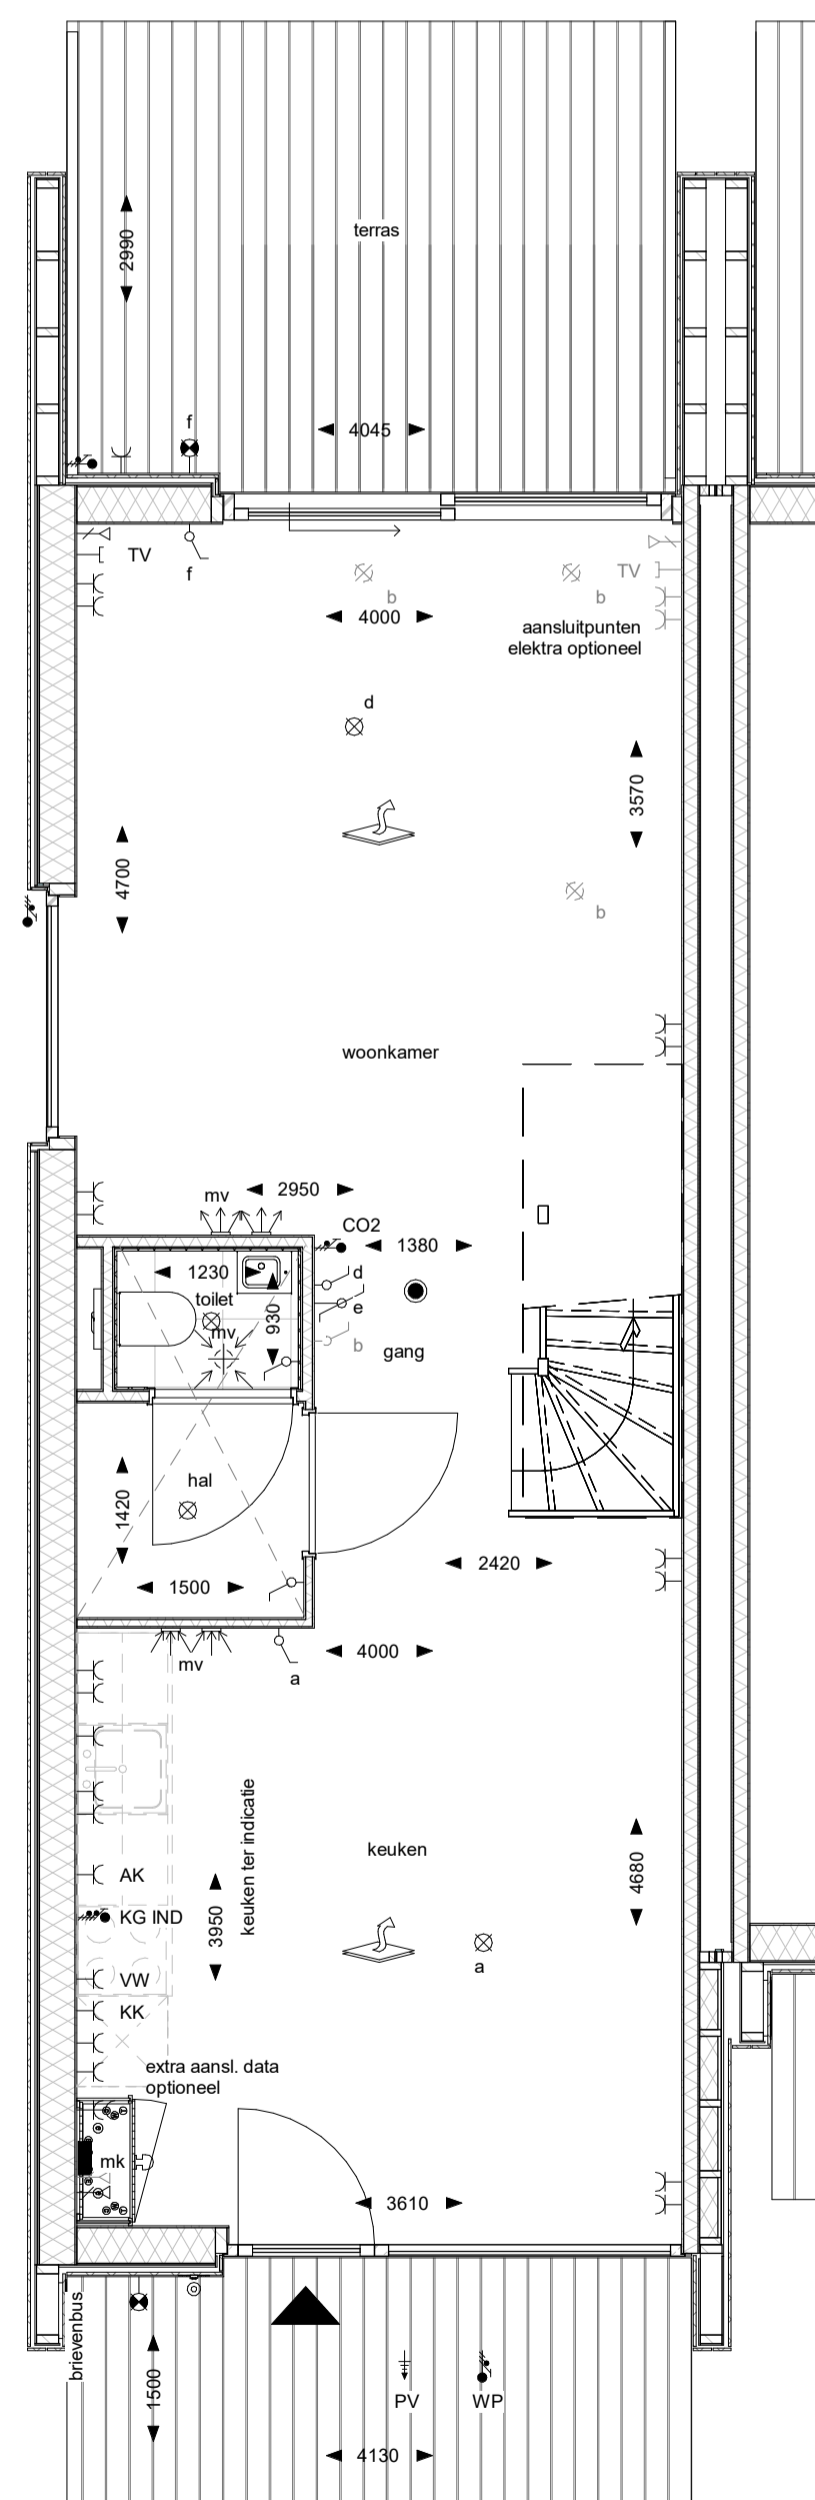 terras
2990
f
4045
TV
f
b
b
TV
4000
aansluitpunten
elektra optioneel
d
3570
4700
b
woonkamer
mv
2950
CO2
1380
1230
d
toilet
930
e
mv
b
gang
hal
1420
2420
1500
4000
mv
a
keuken ter indicatie
keuken
4680
AK
KG IND
3950
a
VW
KK
extra aansl. data
optioneel
mk
3610
brievenbus
1500
PV
WP
4130